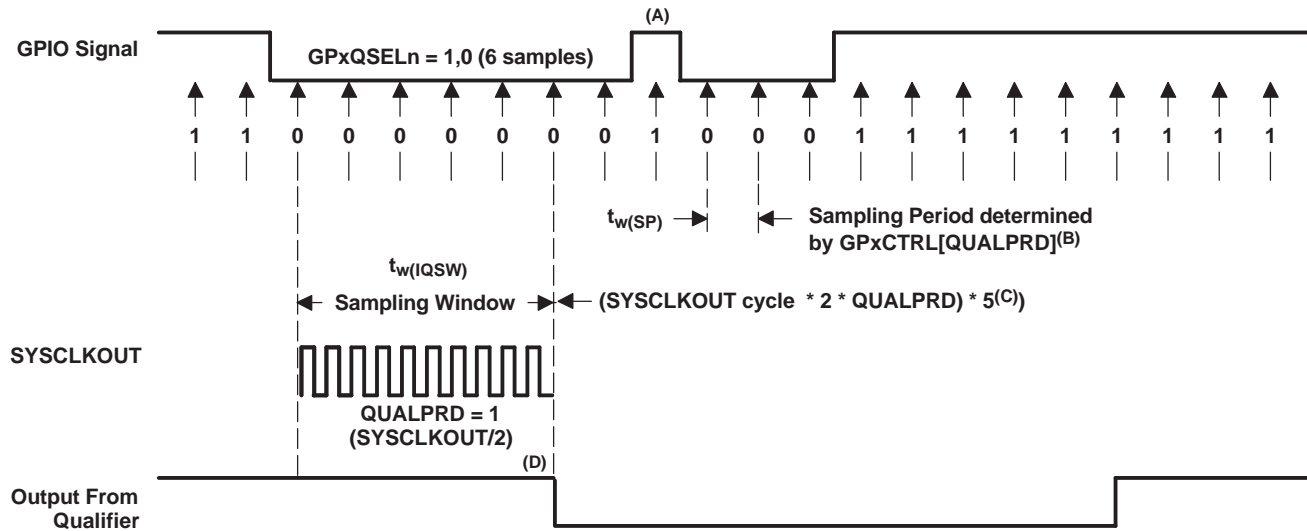 (A)
GPIO Signal
GPxQSELn = 1,0 (6 samples)
1 1 0 0 0 0 0 0 0 1 0 0 0 1 1 1 1 1 1 1 1 1
tw(SP)
Sampling Period determined
by GPxCTRL[QUALPRD](B)
tw(IQSW)
Sampling Window
(SYSCLKOUT cycle * 2 * QUALPRD) * 5(C))
SYSCLKOUT
QUALPRD = 1
(SYSCLKOUT/2)
(D)
Output From
Qualifier